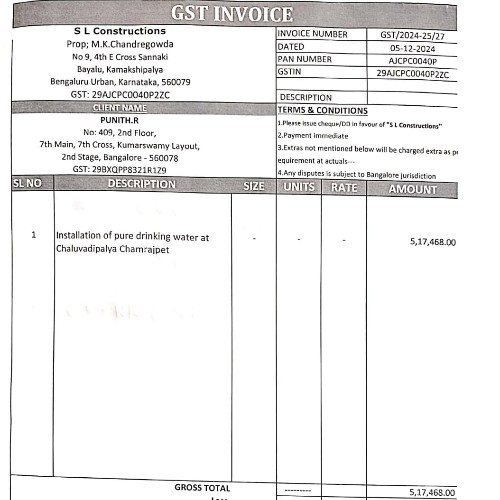 GST INVOICE
S L Constructions
Prop; M.K.Chandregowda
No 9, 4th E Cross Sannaki
Bayalu, Kamakshipalya
Bengaluru Urban, Karnataka, 560079
GST: 29AJCPC0040P2ZC
INVOICE NUMBER GST/2024-25/27
DATED 05-12-2024
PAN NUMBER AJCPC0040P
GSTIN 29AJCPC0040P2ZC
DESCRIPTION
CLIENT NAME
PUNITH.R
No: 409, 2nd Floor,
7th Main, 7th Cross, Kumarswamy Layout,
2nd Stage, Bangalore - 560078
GST: 29BXQPP8321R1Z9
TERMS & CONDITIONS
1.Please issue cheque/DD in favour of "S L Constructions"
2.Payment immediate
3.Extras not mentioned below will be charged extra as pe
equirement at actuals---
4.Any disputes is subject to Bangalore jurisdiction
SL NO DESCRIPTION SIZE UNITS RATE AMOUNT
1 Installation of pure drinking water at - - - 5,17,468.00
Chaluvadipalya Chamrajpet
GROSS TOTAL --------- 5,17,468.00